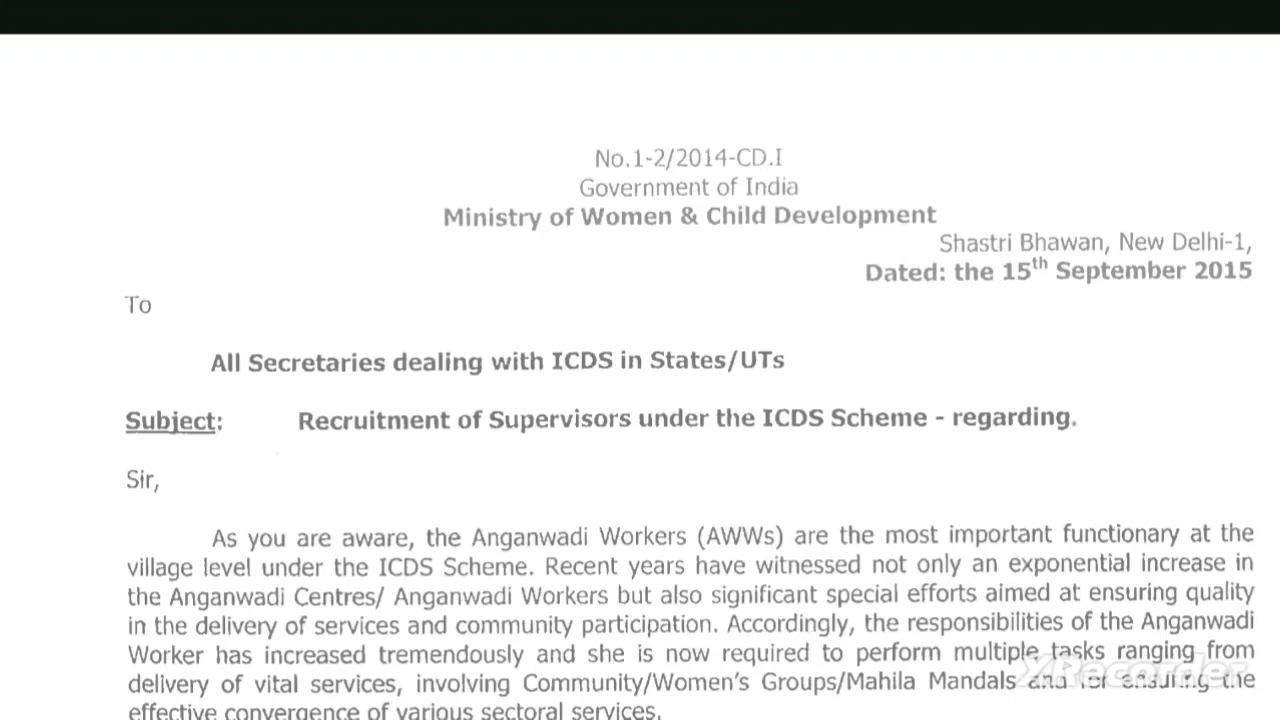 No.1-2/2014-CD.I
Government of India
Ministry of Women & Child Development
Shastri Bhawan, New Delhi-1,
Dated: the 15th September 2015
To
All Secretaries dealing with ICDS in States/UTs
Subject: Recruitment of Supervisors under the ICDS Scheme - regarding.
Sir,
As you are aware, the Anganwadi Workers (AWWs) are the most important functionary at the
village level under the ICDS Scheme. Recent years have witnessed not only an exponential increase in
the Anganwadi Centres/ Anganwadi Workers but also significant special efforts aimed at ensuring quality
in the delivery of services and community participation. Accordingly, the responsibilities of the Anganwadi
Worker has increased tremendously and she is now required to perform multiple tasks ranging from
delivery of vital services, involving Community/Women's Groups/Mahila Mandals and for ensuring the
effective convergence of various sectoral services.
XRecorder